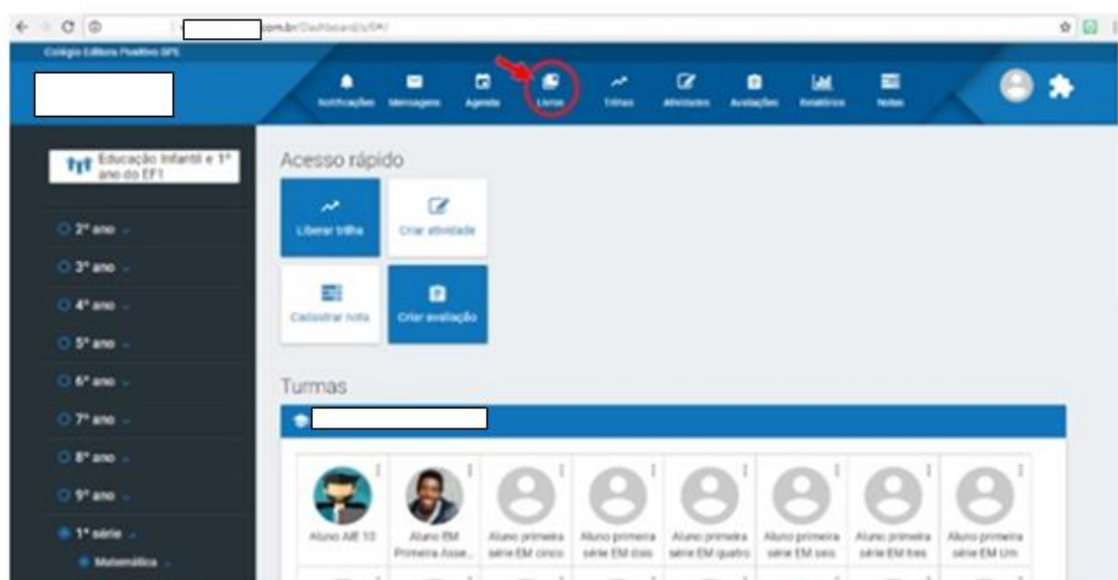 com.br/Dashboard/
Colégio Editora Positivo SPE
Notificações Mensagens Agenda Livros Trilhas Atividades Avaliações Relatórios Notas
Educação Infantil e 1º
ano do EF1
2º ano
3º ano
4º ano
5º ano
6º ano
7º ano
8º ano
9º ano
1ª série
Matemática
Acesso rápido
Liberar trilha
Criar atividade
Cadastrar nota
Criar avaliação
Turmas
Aluno AIE 10
Aluno EM
Primeira Asse...
Aluno primeira
série EM cinco
Aluno primeira
série EM dois
Aluno primeira
série EM quatro
Aluno primeira
série EM seis
Aluno primeira
série EM tres
Aluno primeira
série EM Um